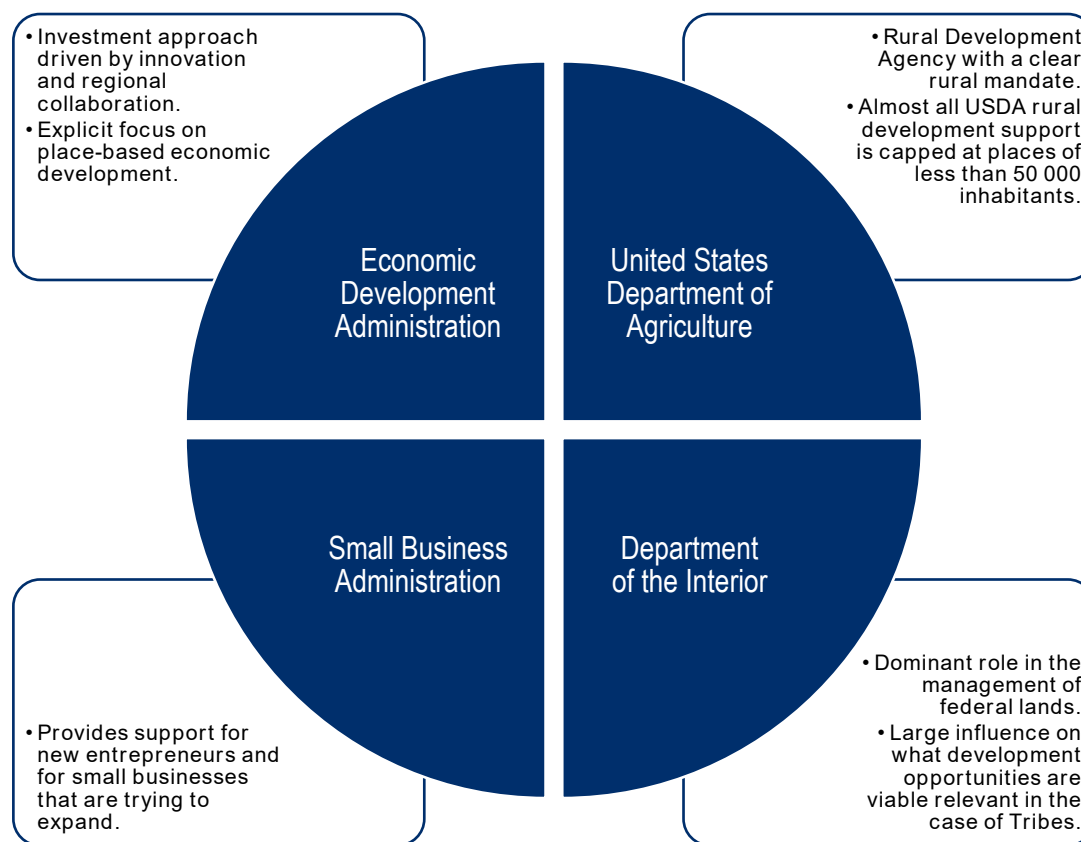 • Investment approach
driven by innovation
and regional
collaboration.
• Explicit focus on
place-based economic
development.
• Rural Development
Agency with a clear
rural mandate.
• Almost all USDA rural
development support
is capped at places of
less than 50 000
inhabitants.
Economic
Development
Administration
United States
Department of
Agriculture
Small Business
Administration
Department
of the Interior
• Provides support for
new entrepreneurs and
for small businesses
that are trying to
expand.
• Dominant role in the
management of
federal lands.
• Large influence on
what development
opportunities are
viable relevant in the
case of Tribes.